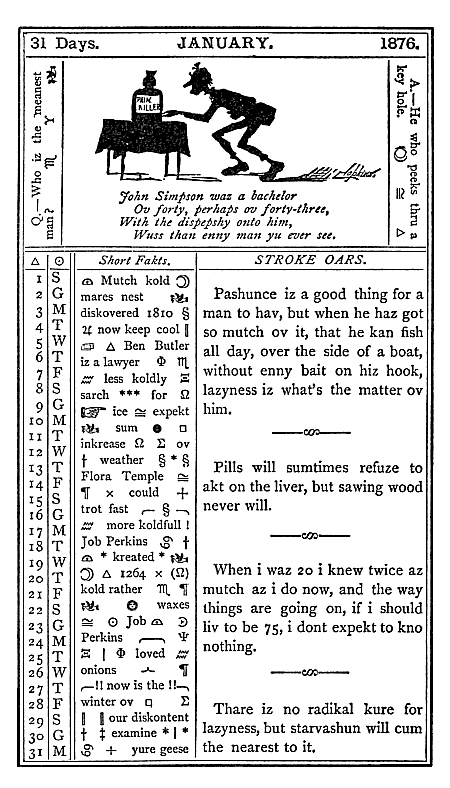 31 Days. JANUARY. 1876.
Q.—Who iz the meanest
man?
PAIN
KILLER
A.—He who peeks thru a
key hole.
John Simpson waz a bachelor
Ov forty, perhaps ov forty-three,
With the dispepshy onto him,
Wuss than enny man yu ever see.
△ ☉ Short Fakts.
1 S Mutch kold
2 G mares nest
3 M diskovered 1810 §
4 T ♃ now keep cool
5 W △ Ben Butler
6 T iz a lawyer Φ ♏
7 F less koldly Ξ
8 S sarch *** for Ω
9 G ☞ ice ≅ expekt
10 M sum □
11 T inkrease Ω Σ ov
12 W † weather § * §
13 T Flora Temple ≅
14 F ¶ × could +
15 S trot fast — § —
16 G more koldfull !
17 M Job Perkins †
18 T * kreated *
19 W △ 1264 × (Ω)
20 T kold rather ♏ ¶
21 F waxes
22 S ≅ ☉ Job
23 G Perkins Ψ
24 M Ξ | Φ loved
25 T onions ¶
26 W —!! now is the !!—
27 T winter ov □ Σ
28 F our diskontent
29 S † ‡ examine * | *
30 G + yure geese
31 M
STROKE OARS.
Pashunce iz a good thing for a
man to hav, but when he haz got
so mutch ov it, that he kan fish
all day, over the side of a boat,
without enny bait on hiz hook,
lazyness iz what's the matter ov
him.
Pills will sumtimes refuze to
akt on the liver, but sawing wood
never will.
When i waz 20 i knew twice az
mutch az i do now, and the way
things are going on, if i should
liv to be 75, i dont expekt to kno
nothing.
Thare iz no radikal kure for
lazyness, but starvashun will cum
the nearest to it.